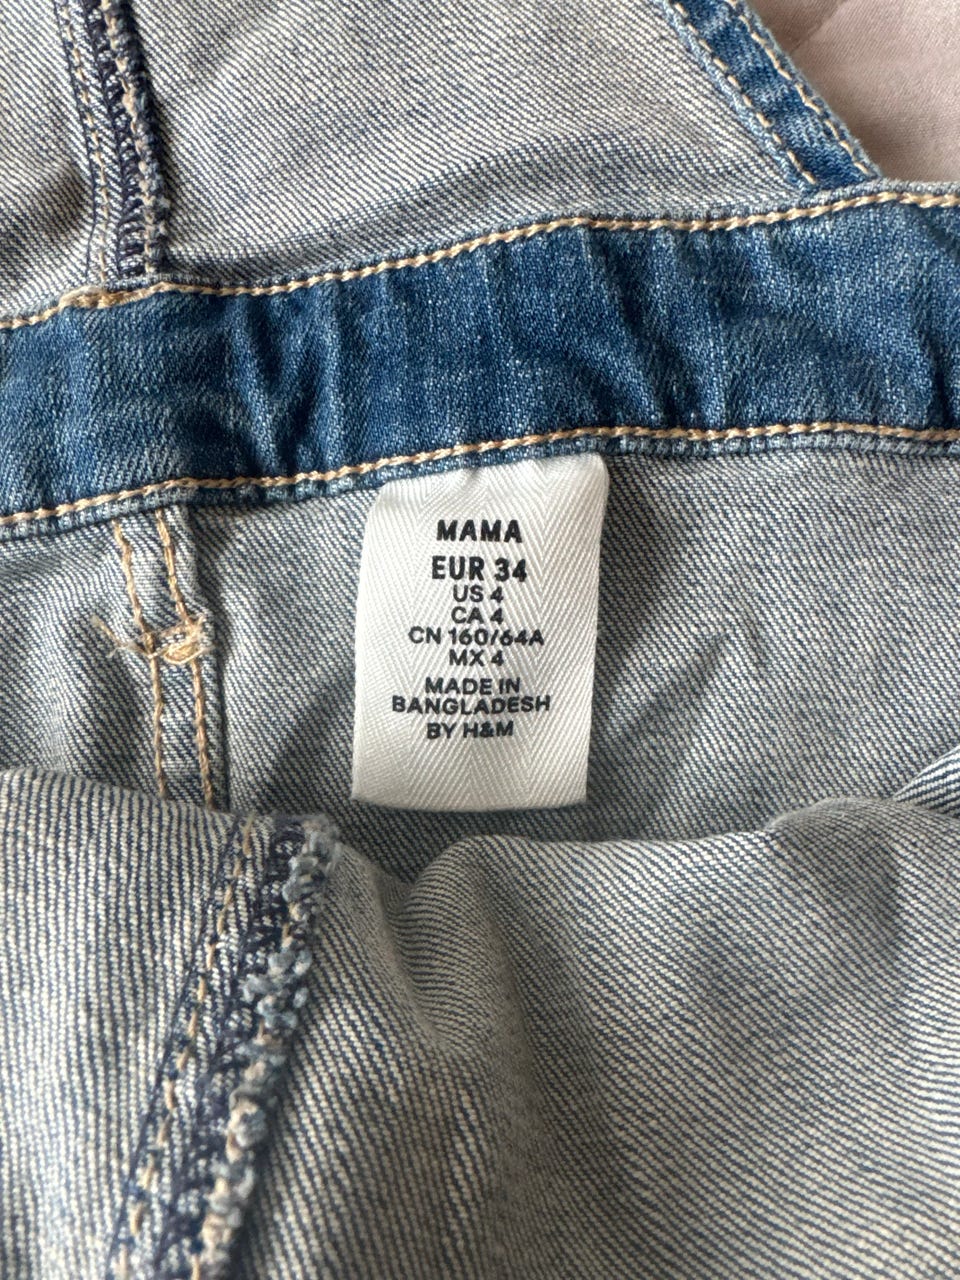 MAMA
EUR 34
US 4
CA 4
CN 160/64A
MX 4
MADE IN
BANGLADESH
BY H&M